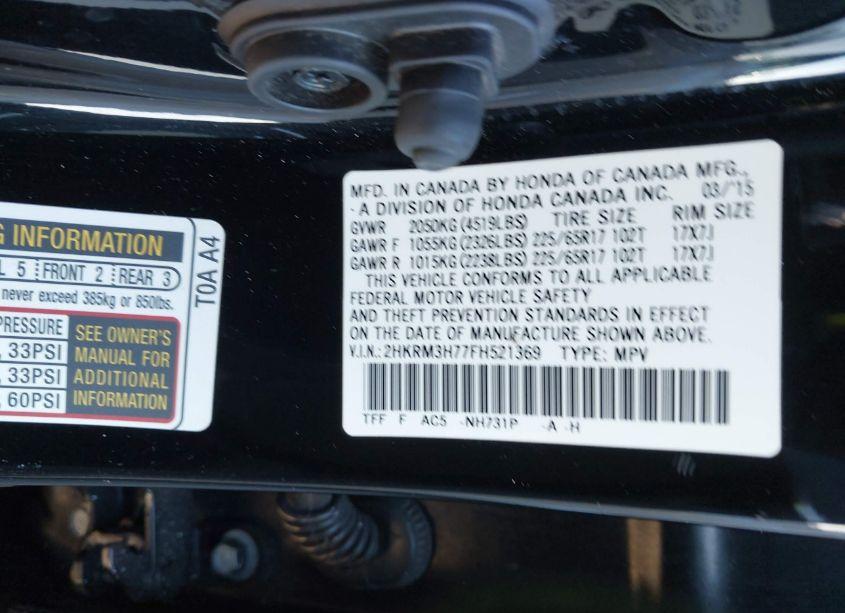 MFD. IN CANADA BY HONDA OF CANADA MFG.,
- A DIVISION OF HONDA CANADA INC. 03/'15
GVWR 2050KG(4519LBS) TIRE SIZE RIM SIZE
GAWR F 1055KG(2326LBS) 225/65R17 102T 17X7J
GAWR R 1015KG(2238LBS) 225/65R17 102T 17X7J
THIS VEHICLE CONFORMS TO ALL APPLICABLE
FEDERAL MOTOR VEHICLE SAFETY
AND THEFT PREVENTION STANDARDS IN EFFECT
ON THE DATE OF MANUFACTURE SHOWN ABOVE.
V.I.N.: 2HKRM3H77FH521369 TYPE: MPV
TFF F AC5 -NH731P -A -H
G INFORMATION
L 5 FRONT 2 REAR 3
never exceed 385kg or 850lbs.
PRESSURE
, 33PSI
, 33PSI
, 60PSI
SEE OWNER'S
MANUAL FOR
ADDITIONAL
INFORMATION
T0A A4